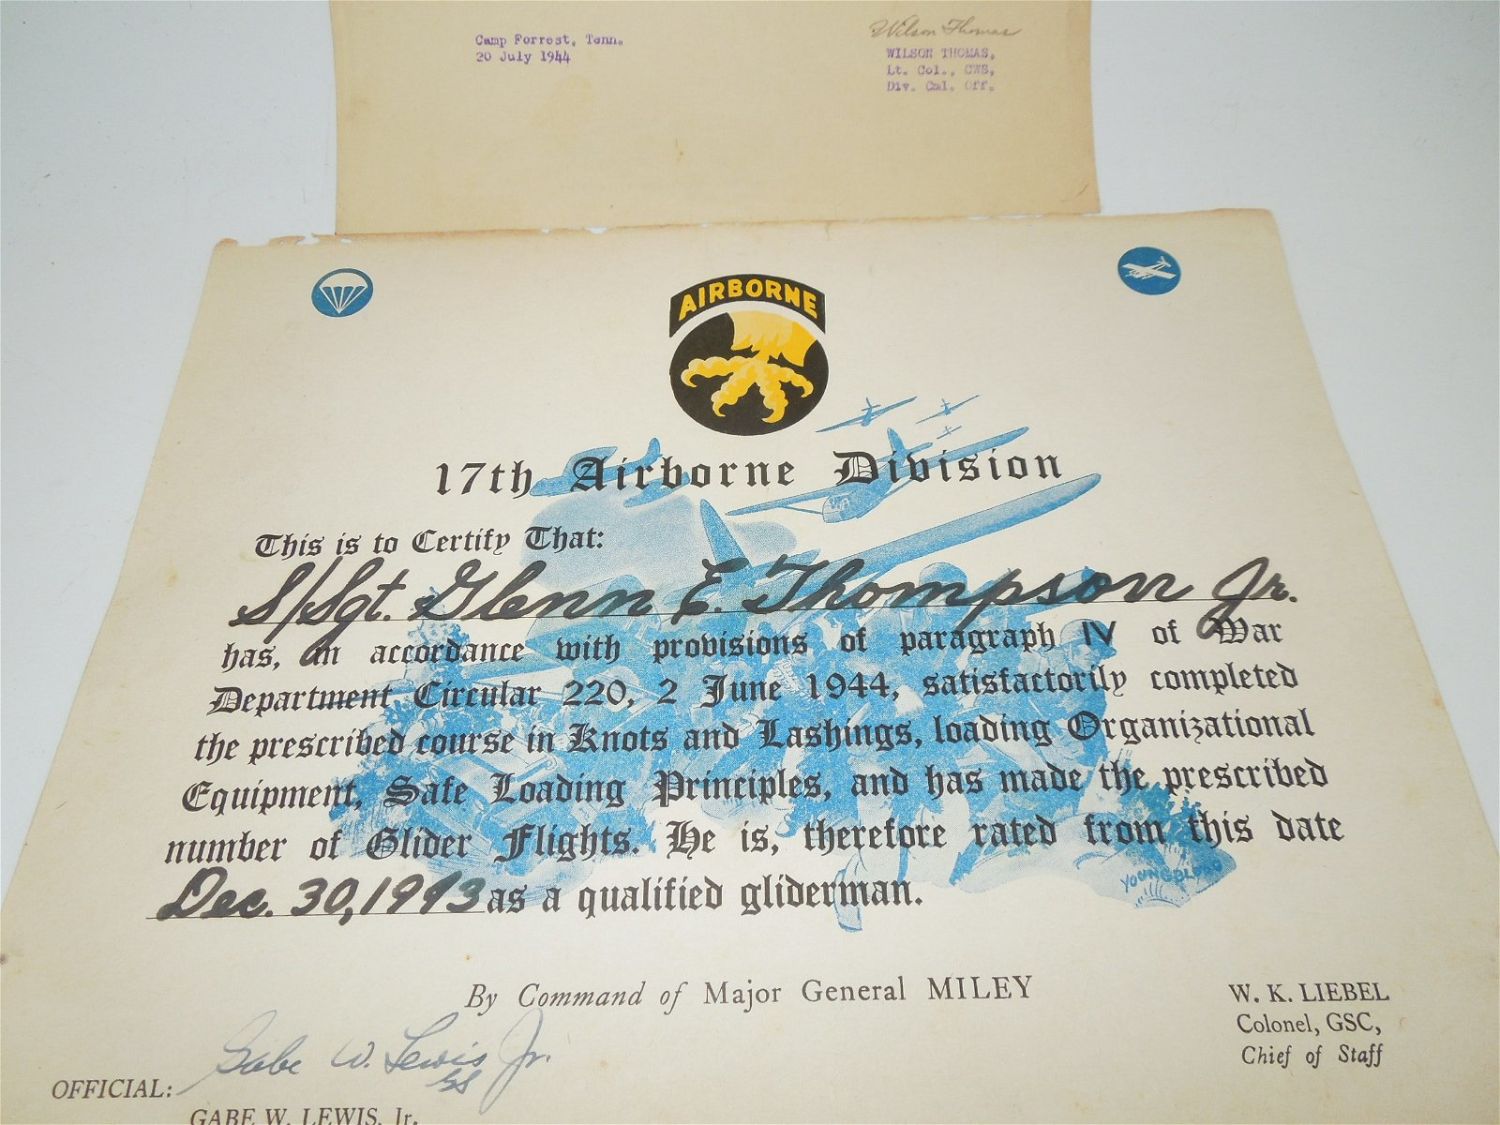 Camp Forrest, Tenn.
20 July 1944
Wilson Thomas
WILSON THOMAS,
Lt. Col., CWS,
Div. Cml. Off.
AIRBORNE
17th Airborne Division
This is to Certify That:
S/Sgt. Glenn E. Thompson Jr.
has, in accordance with provisions of paragraph IV of War
Department Circular 220, 2 June 1944, satisfactorily completed
the prescribed course in Knots and Lashings, loading Organizational
Equipment, Safe Loading Principles, and has made the prescribed
number of Glider Flights. He is, therefore rated from this date
Dec. 30, 1943 as a qualified gliderman.
YOUNGBLOOD
By Command of Major General MILEY
W. K. LIEBEL
Colonel, GSC,
Chief of Staff
Gabe W. Lewis Jr.
OFFICIAL:
GABE W. LEWIS, Jr.